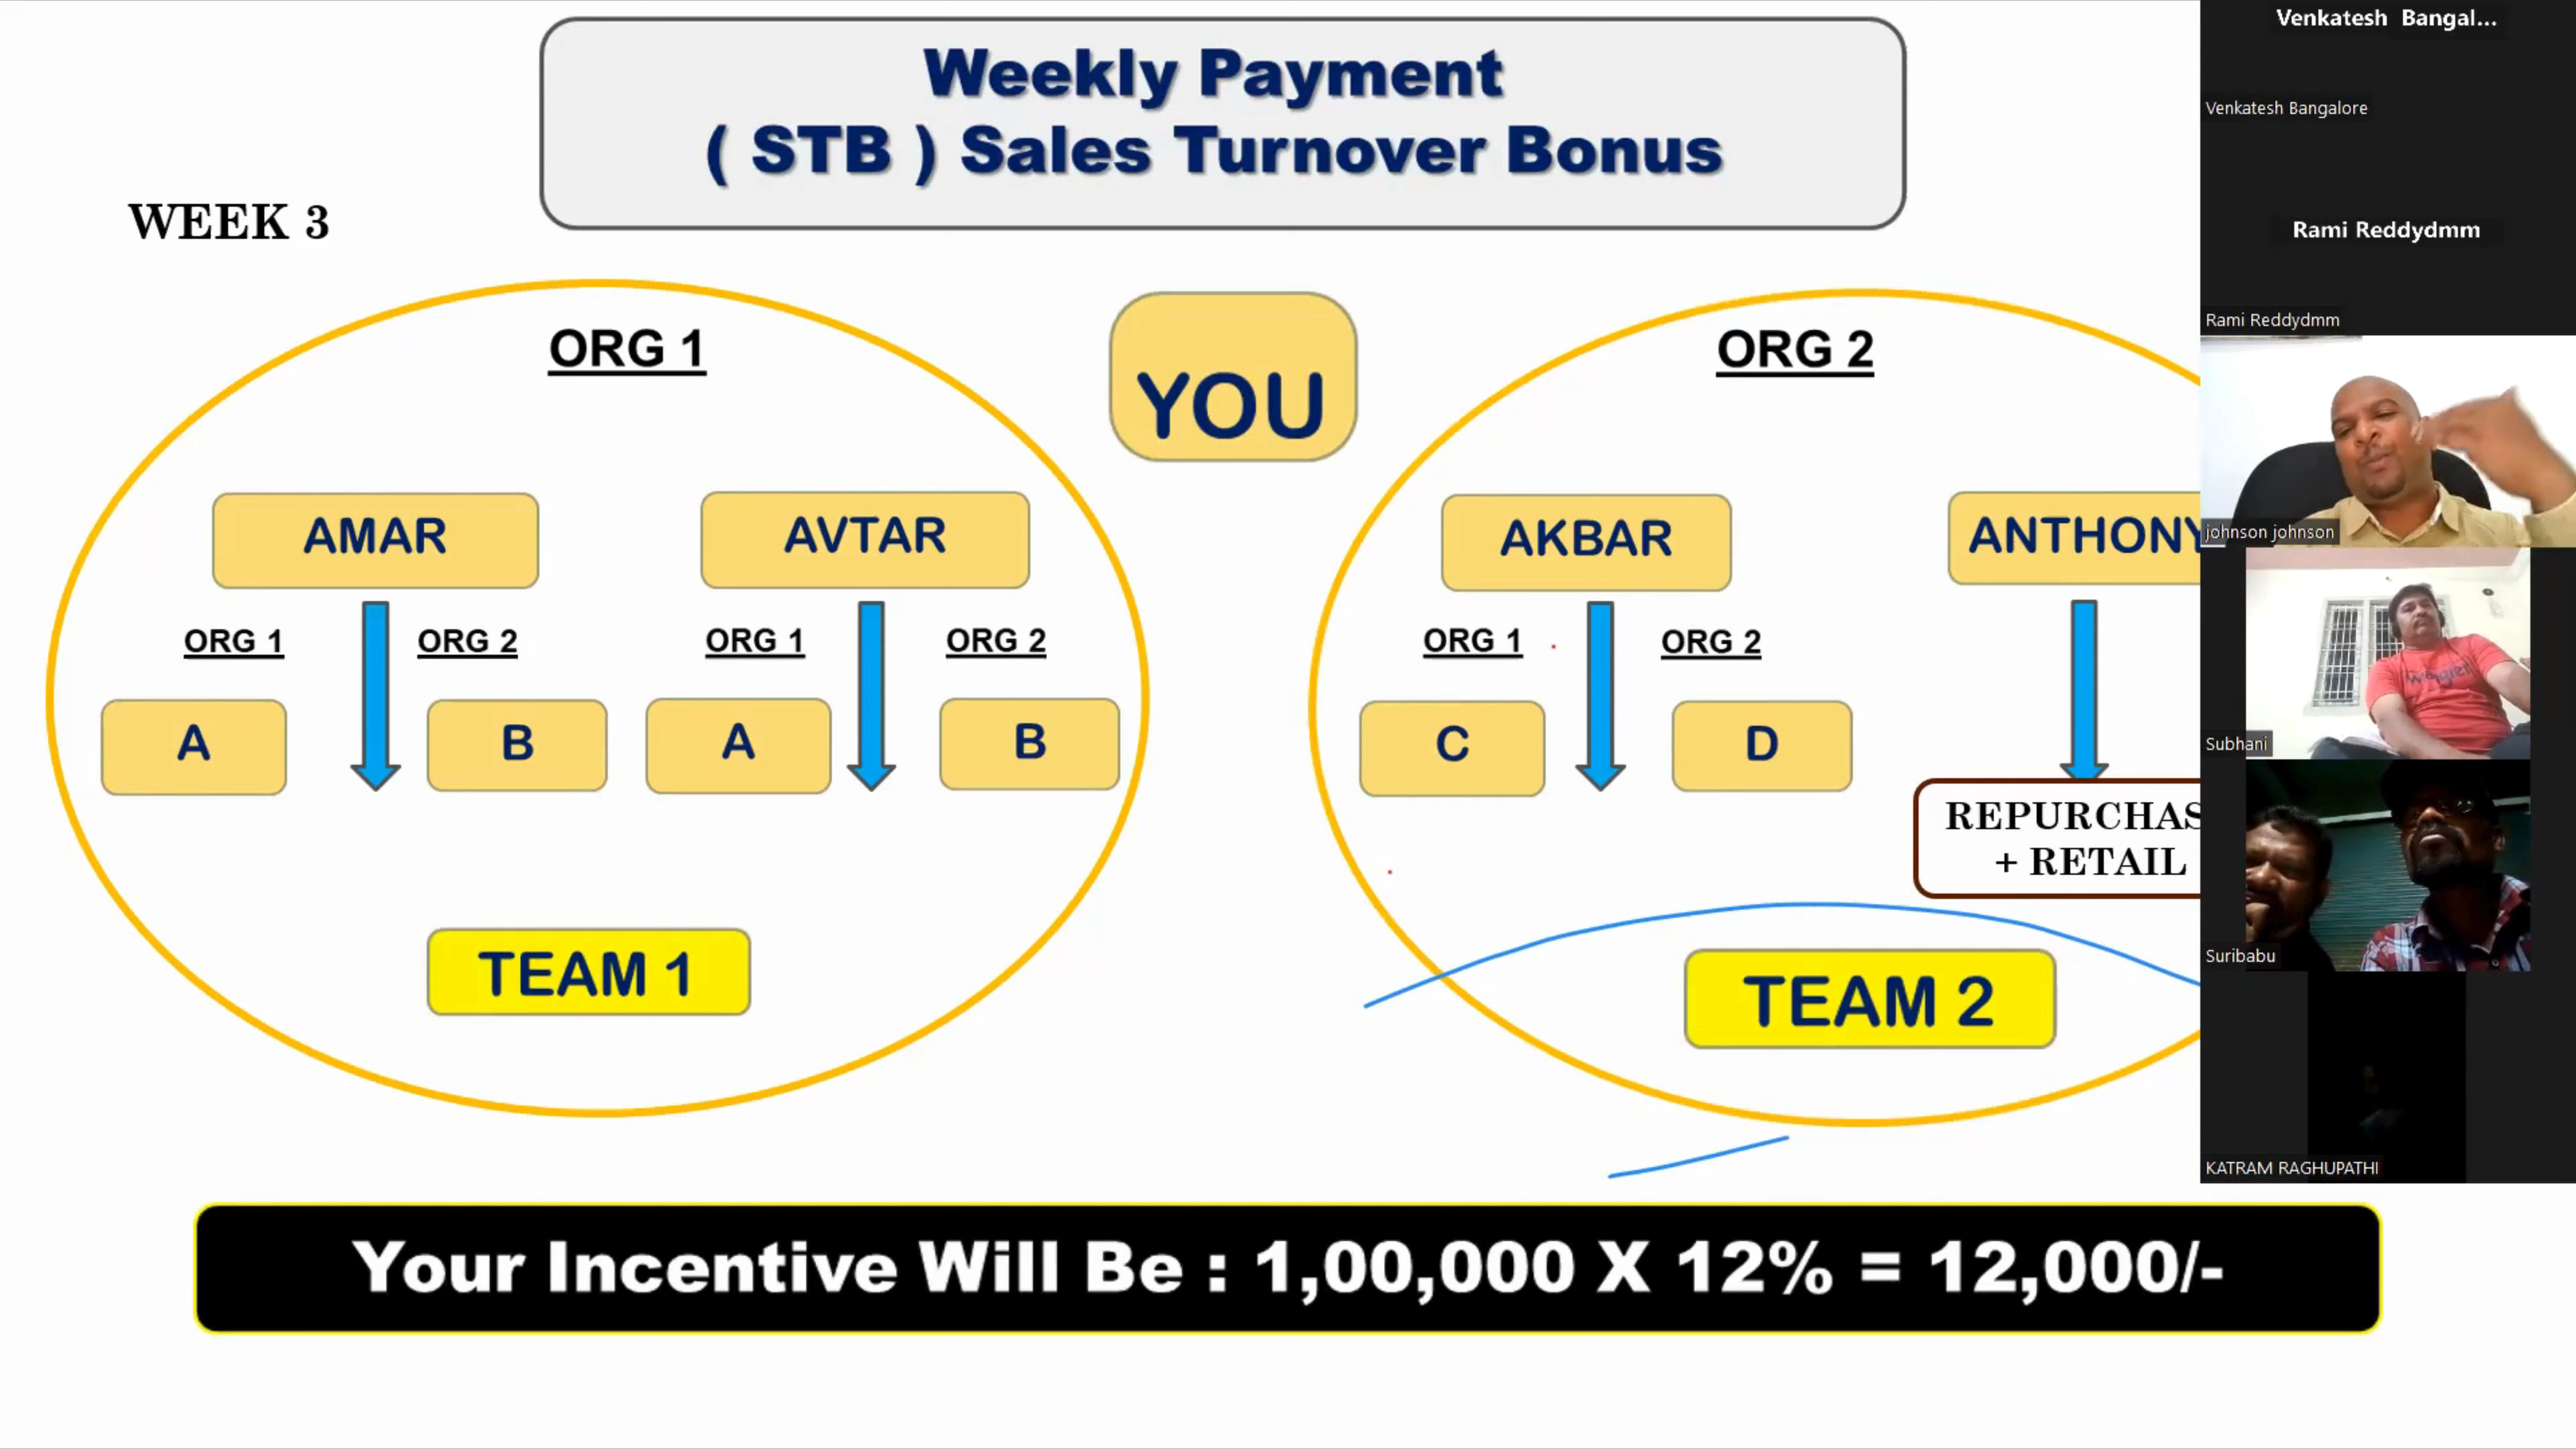 Weekly Payment
( STB ) Sales Turnover Bonus
WEEK 3
YOU
ORG 1
AMAR
AVTAR
ORG 1
ORG 2
ORG 1
ORG 2
A
B
A
B
TEAM 1
ORG 2
AKBAR
ANTHONY
ORG 1
ORG 2
C
D
REPURCHAS
+ RETAIL
TEAM 2
Your Incentive Will Be : 1,00,000 X 12% = 12,000/-
Venkatesh Bangal...
Venkatesh Bangalore
Rami Reddydmm
Rami Reddydmm
johnson johnson
Subhani
Suribabu
KATRAM RAGHUPATHI